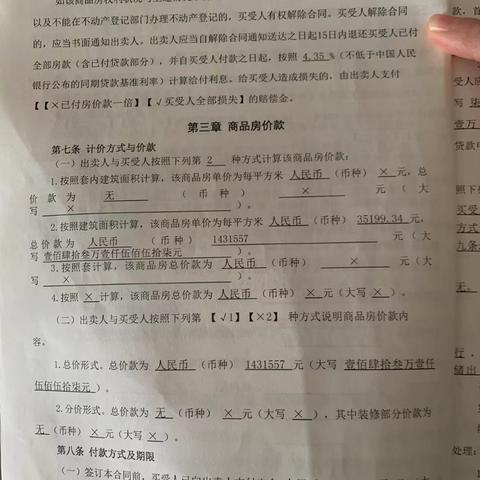 以及不能在不动产登记部门办理不动产登记的，买受人有权解除合同。买受人解除合同
的，应当书面通知出卖人。出卖人应当自解除合同通知送达之日起15日内退还买受人已付
全部房款（含已付贷款部分），并自买受人付款之日起，按照 4.35 %（不低于中国人民
银行公布的同期贷款基准利率）计算给付利息。给买受人造成损失的，由出卖人支付
【【×已付房价款一倍】【√买受人全部损失】的赔偿金。
第三章 商品房价款
第七条 计价方式与价款
（一）出卖人与买受人按照下列第 2 种方式计算该商品房价款：
1.按照套内建筑面积计算，该商品房单价为每平方米 人民币（币种） × 元，总
价款为 无 （币种） × 元（大
写 × ）。
2.按照建筑面积计算，该商品房单价为每平方米 人民币（币种） 35199.34 元，
总价款为 人民币 （币种） 1431557 元（大
写 壹佰肆拾叁万壹仟伍佰伍拾柒元 ）。
3.按照套计算，该商品房总价款为 人民币 （币种） × 元（大
写 × ）。
4.按照 × 计算，该商品房总价款为 人民币（币种） × 元（大写 × ）。
（二）出卖人与买受人按照下列第 【√1】【×2】 种方式说明商品房价款内
容。
1.总价形式。总价款为 人民币（币种） 1431557 元（大写 壹佰肆拾叁万壹仟
伍佰伍拾柒元 ）。
2.分价形式。总价款为 无 （币种） × 元（大写 × ），其中装修部分价款为
无（币种） × 元（大写 × ）。
第八条 付款方式及期限
（一）签订本合同前，买受人已向出卖人支付